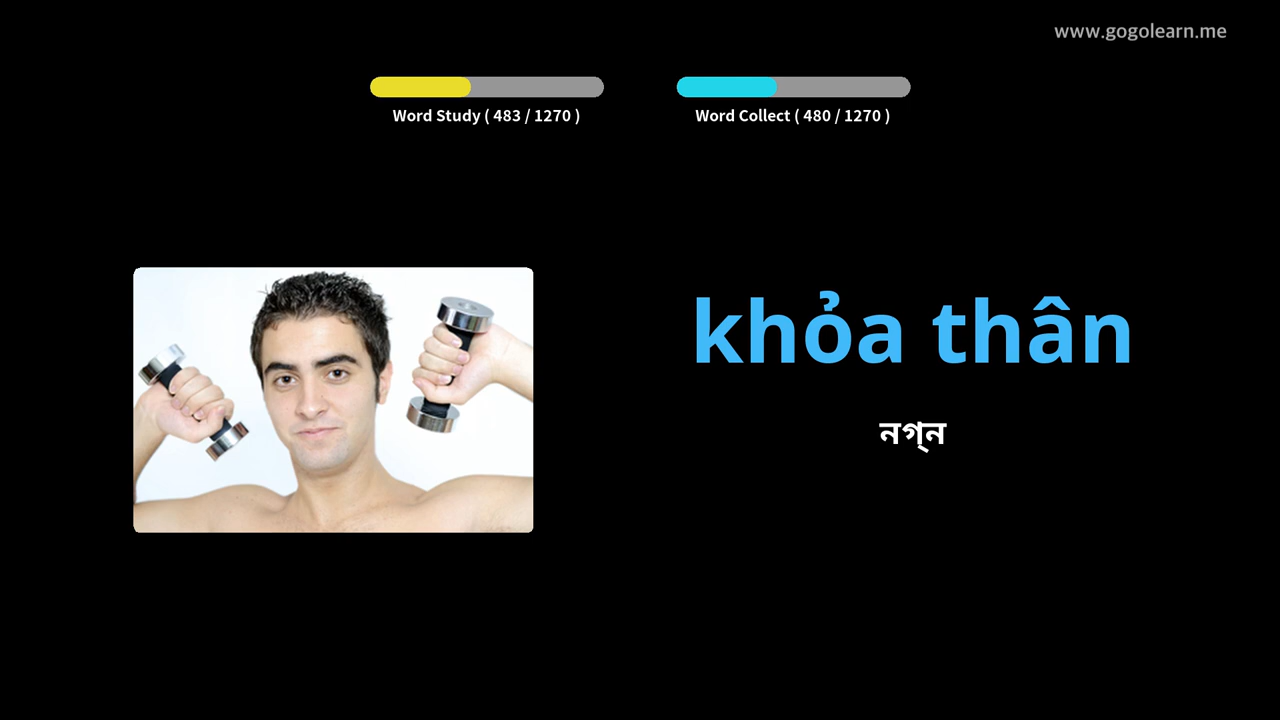 www.gogolearn.me
Word Study ( 483 / 1270 )
Word Collect ( 480 / 1270 )
khỏa thân
নগ্ন